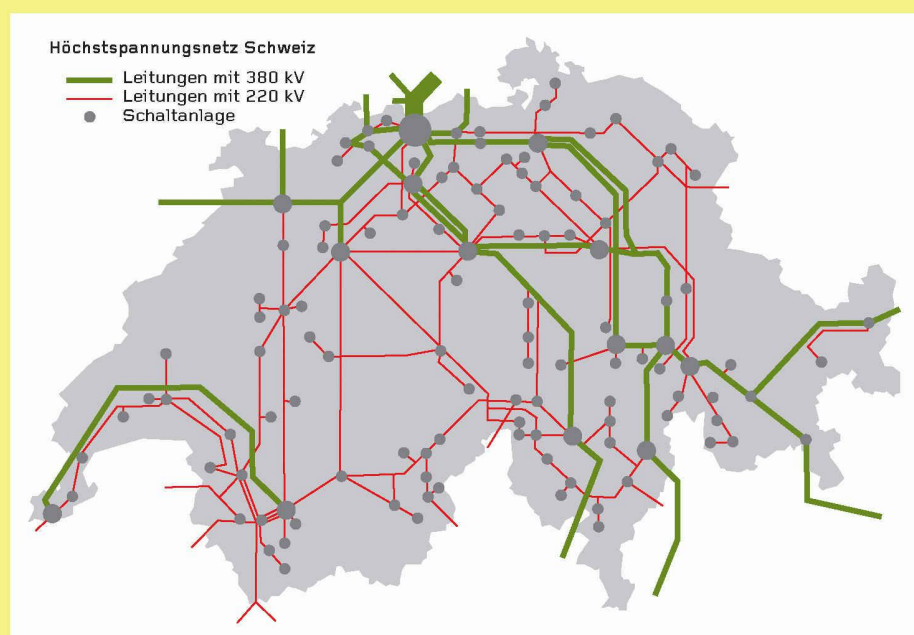 Höchstspannungsnetz Schweiz
Leitungen mit 380 kV
Leitungen mit 220 kV
Schaltanlage